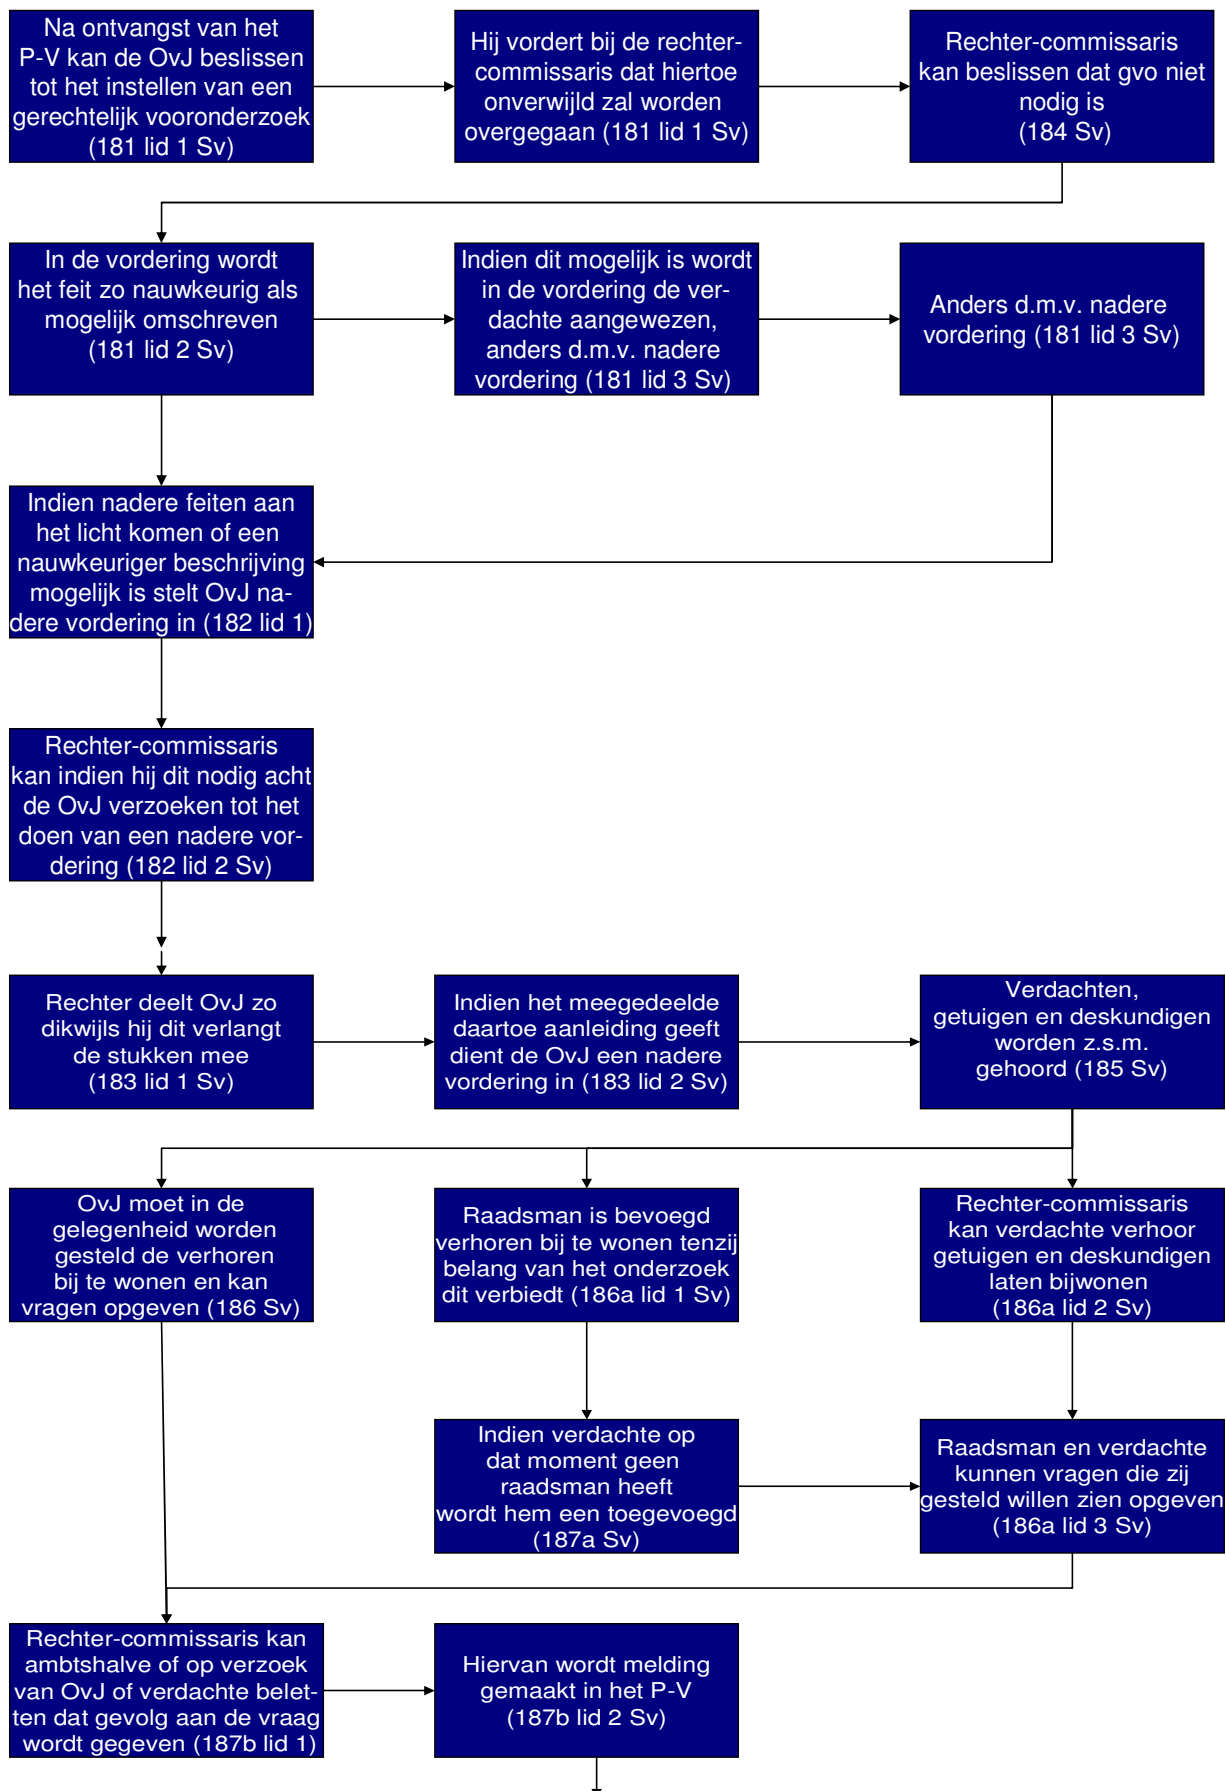 Na ontvangst van het
P-V kan de OvJ beslissen
tot het instellen van een
gerechtelijk vooronderzoek
(181 lid 1 Sv)
Hij vordert bij de rechter-
commissaris dat hiertoe
onverwijld zal worden
overgegaan (181 lid 1 Sv)
Rechter-commissaris
kan beslissen dat gvo niet
nodig is
(184 Sv)
In de vordering wordt
het feit zo nauwkeurig als
mogelijk omschreven
(181 lid 2 Sv)
Indien dit mogelijk is wordt
in de vordering de ver-
dachte aangewezen,
anders d.m.v. nadere
vordering (181 lid 3 Sv)
Anders d.m.v. nadere
vordering (181 lid 3 Sv)
Indien nadere feiten aan
het licht komen of een
nauwkeuriger beschrijving
mogelijk is stelt OvJ na-
dere vordering in (182 lid 1)
Rechter-commissaris
kan indien hij dit nodig acht
de OvJ verzoeken tot het
doen van een nadere vor-
dering (182 lid 2 Sv)
Rechter deelt OvJ zo
dikwijls hij dit verlangt
de stukken mee
(183 lid 1 Sv)
Indien het meegedeelde
daartoe aanleiding geeft
dient de OvJ een nadere
vordering in (183 lid 2 Sv)
Verdachten,
getuigen en deskundigen
worden z.s.m.
gehoord (185 Sv)
OvJ moet in de
gelegenheid worden
gesteld de verhoren
bij te wonen en kan
vragen opgeven (186 Sv)
Raadsman is bevoegd
verhoren bij te wonen tenzij
belang van het onderzoek
dit verbiedt (186a lid 1 Sv)
Rechter-commissaris
kan verdachte verhoor
getuigen en deskundigen
laten bijwonen
(186a lid 2 Sv)
Indien verdachte op
dat moment geen
raadsman heeft
wordt hem een toegevoegd
(187a Sv)
Raadsman en verdachte
kunnen vragen die zij
gesteld willen zien opgeven
(186a lid 3 Sv)
Rechter-commissaris kan
ambtshalve of op verzoek
van OvJ of verdachte belet-
ten dat gevolg aan de vraag
wordt gegeven (187b lid 1)
Hiervan wordt melding
gemaakt in het P-V
(187b lid 2 Sv)